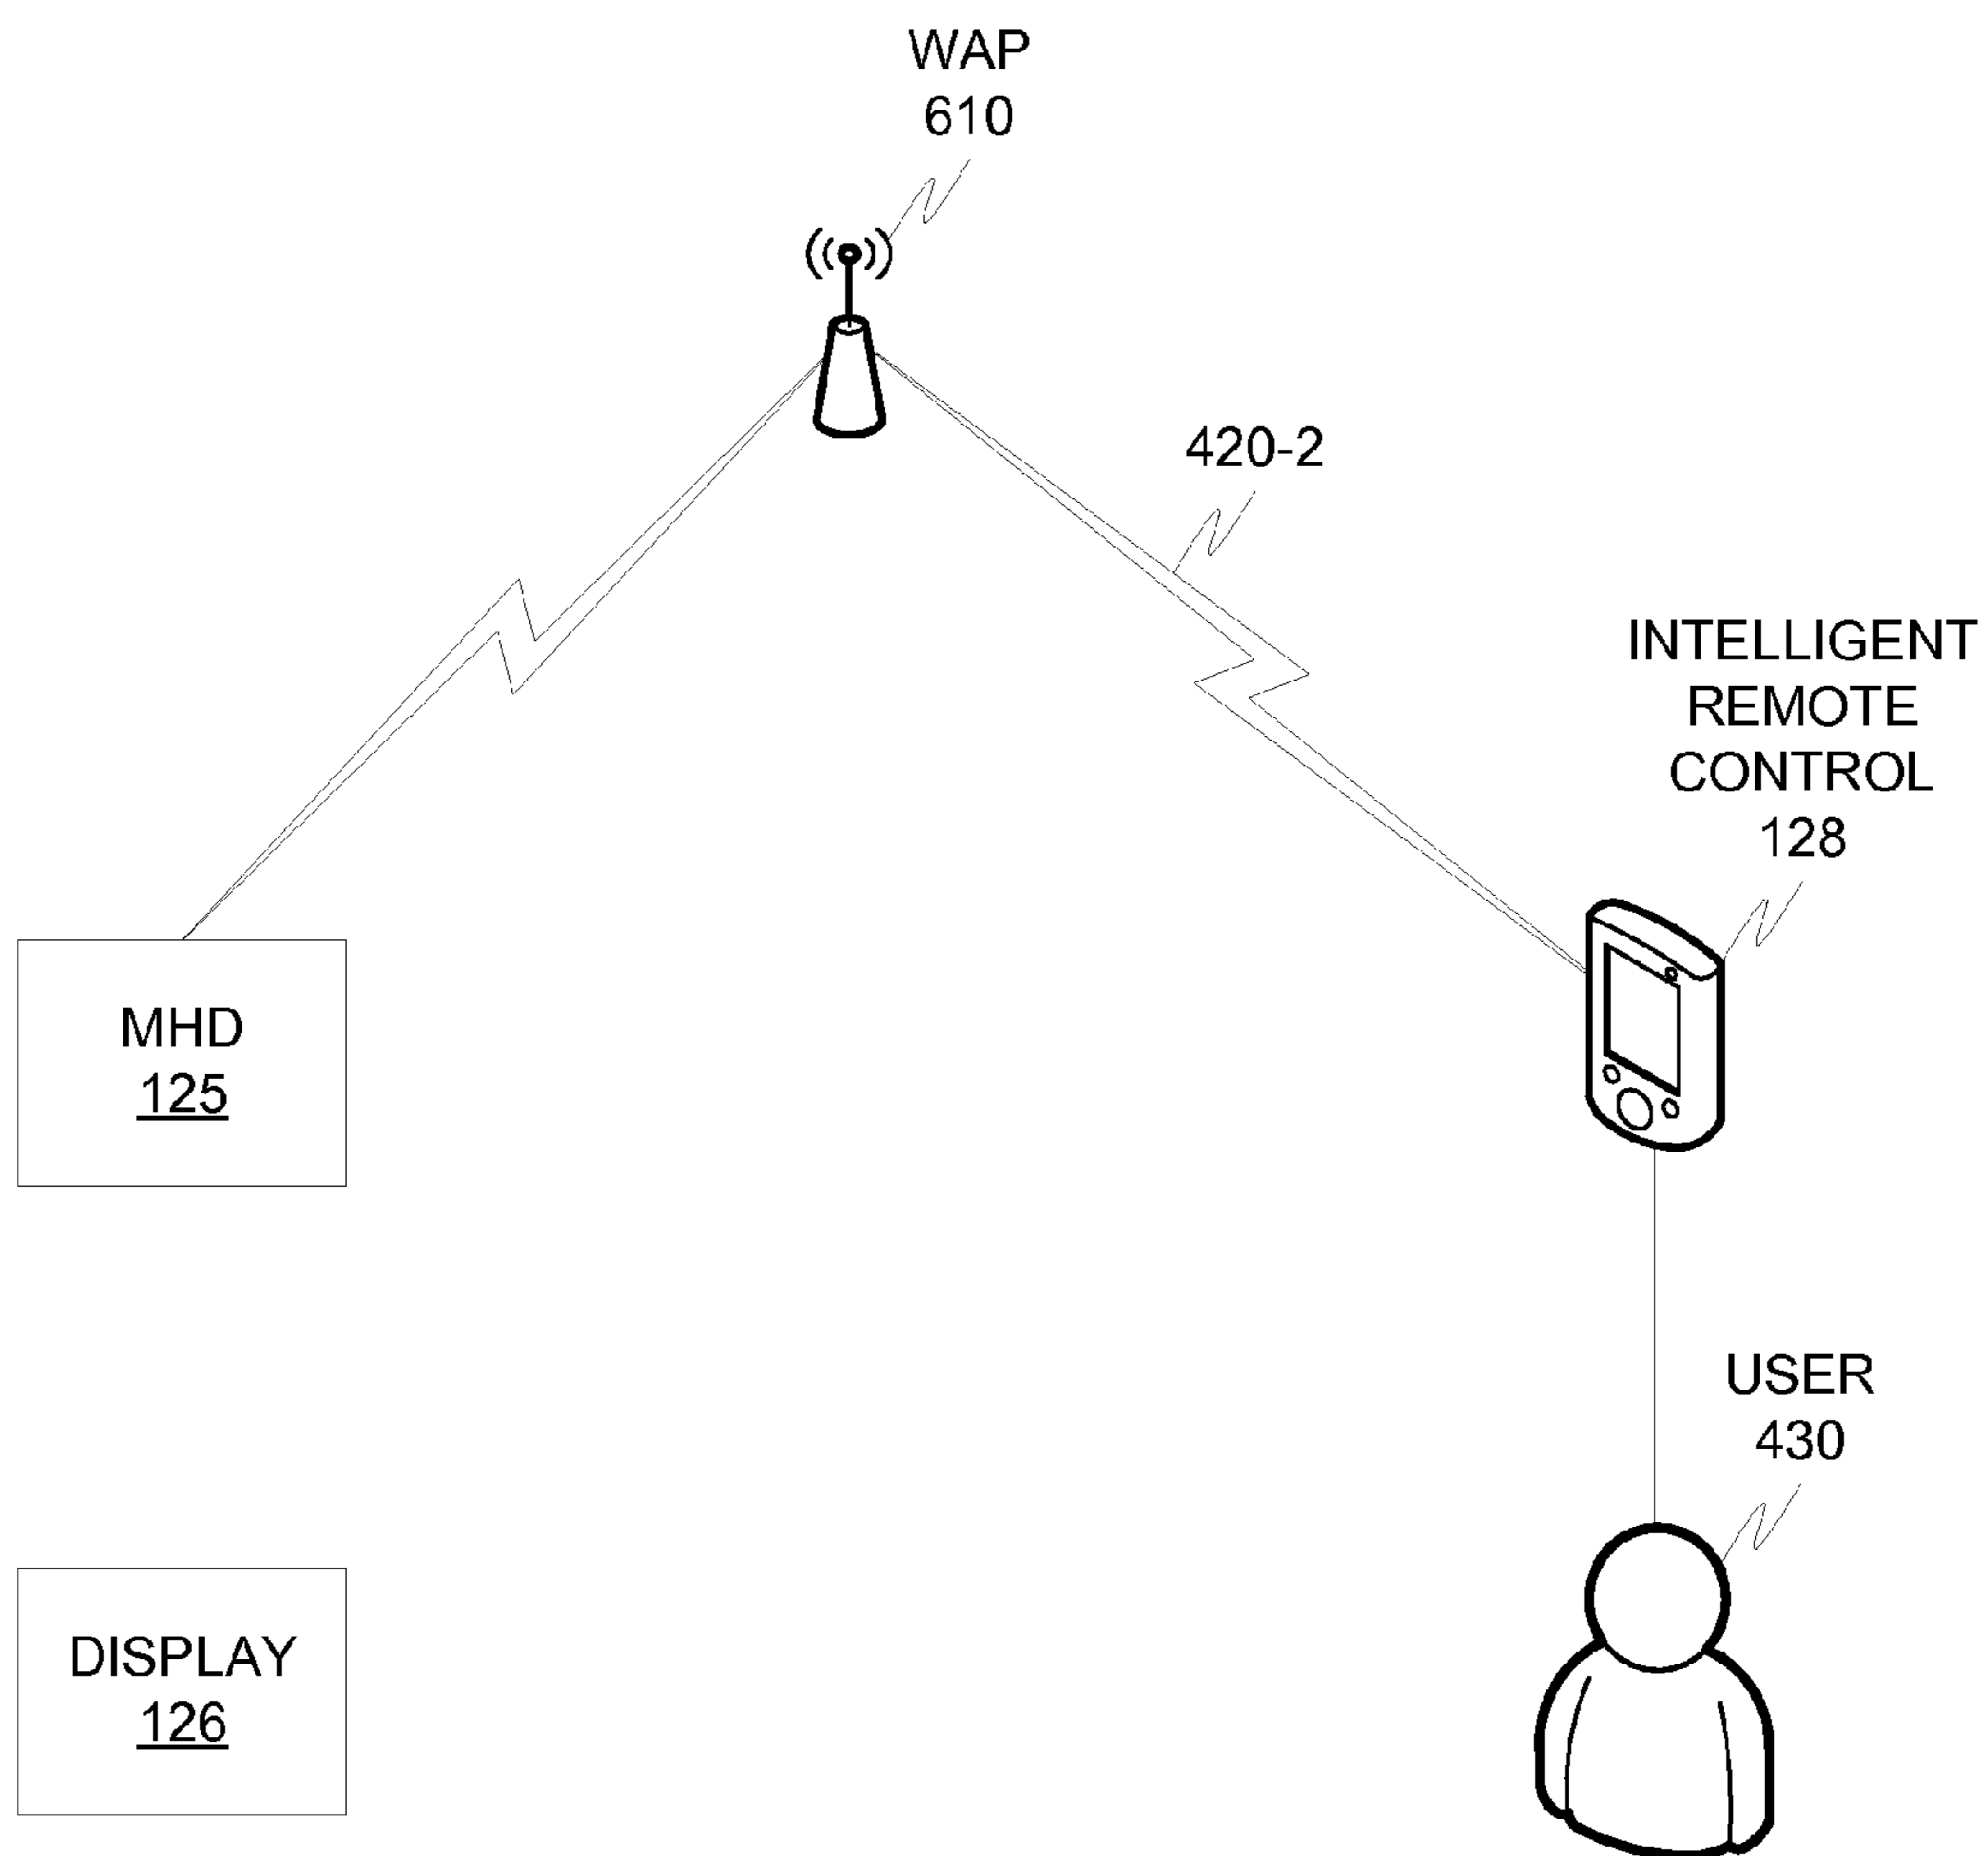 WAP
610
420-2
INTELLIGENT
REMOTE
CONTROL
128
MHD
125
USER
430
DISPLAY
126